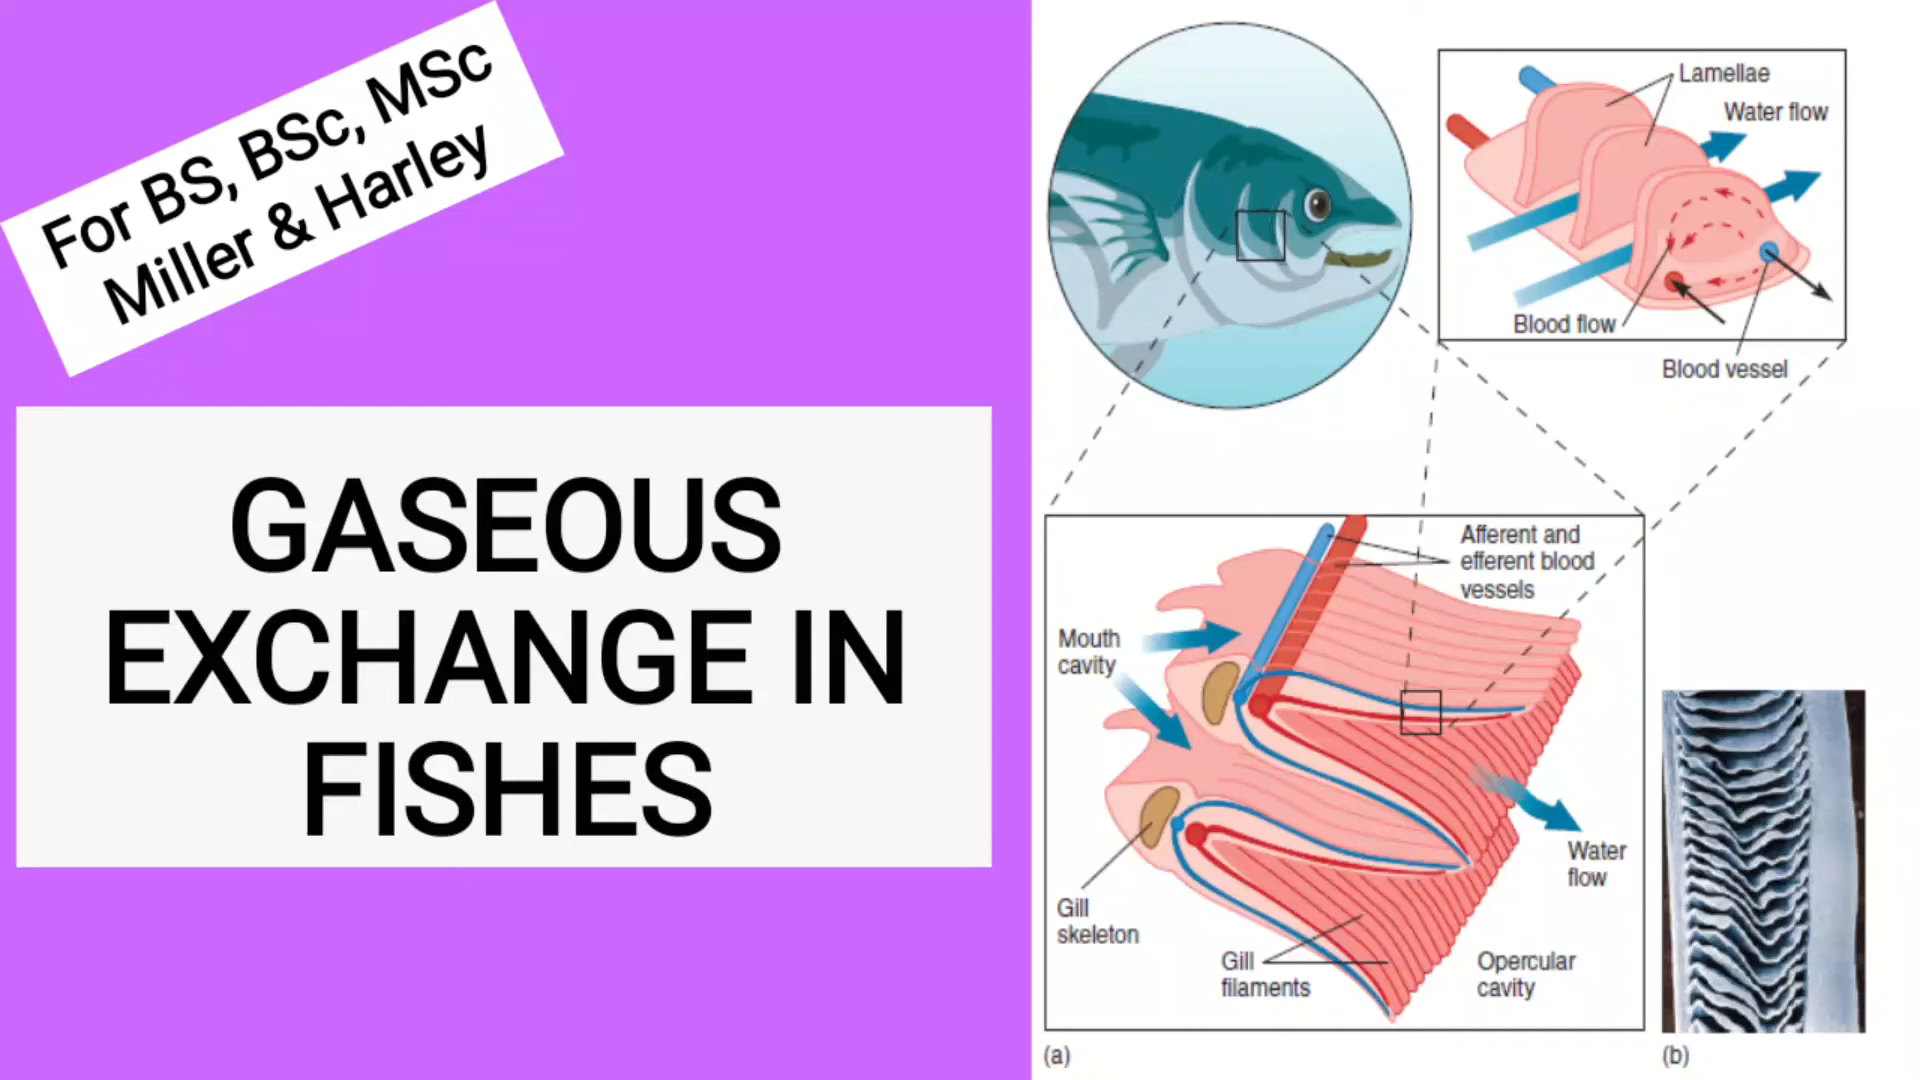 For BS, BSc, MSc
Miller & Harley
GASEOUS
EXCHANGE IN
FISHES
Lamellae
Water flow
Blood flow
Blood vessel
Afferent and
efferent blood
vessels
Mouth
cavity
Water
flow
Gill
skeleton
Gill
filaments
Opercular
cavity
(a)
(b)